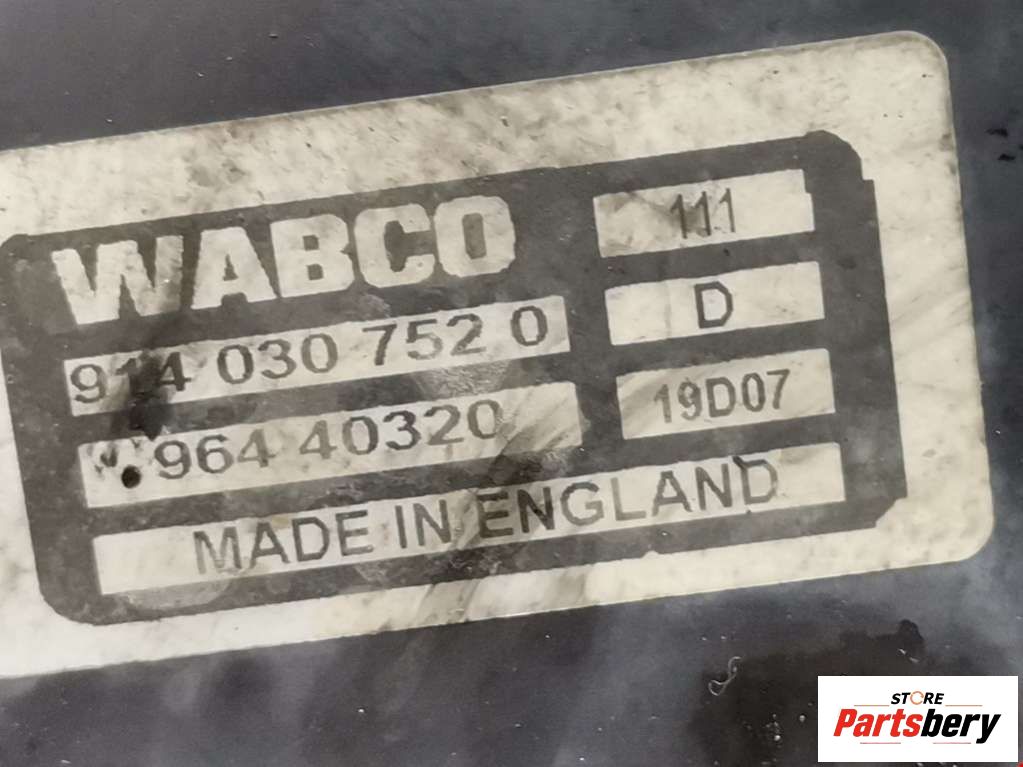 WABCO
111
914 030 752 0
D
964 40320
19D07
MADE IN ENGLAND
STORE
Partsbery